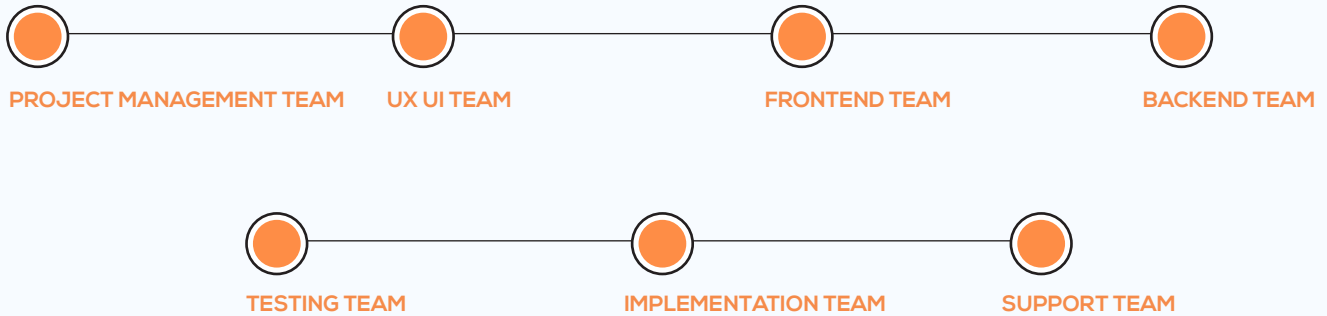 PROJECT MANAGEMENT TEAM
UX UI TEAM
FRONTEND TEAM
BACKEND TEAM
TESTING TEAM
IMPLEMENTATION TEAM
SUPPORT TEAM